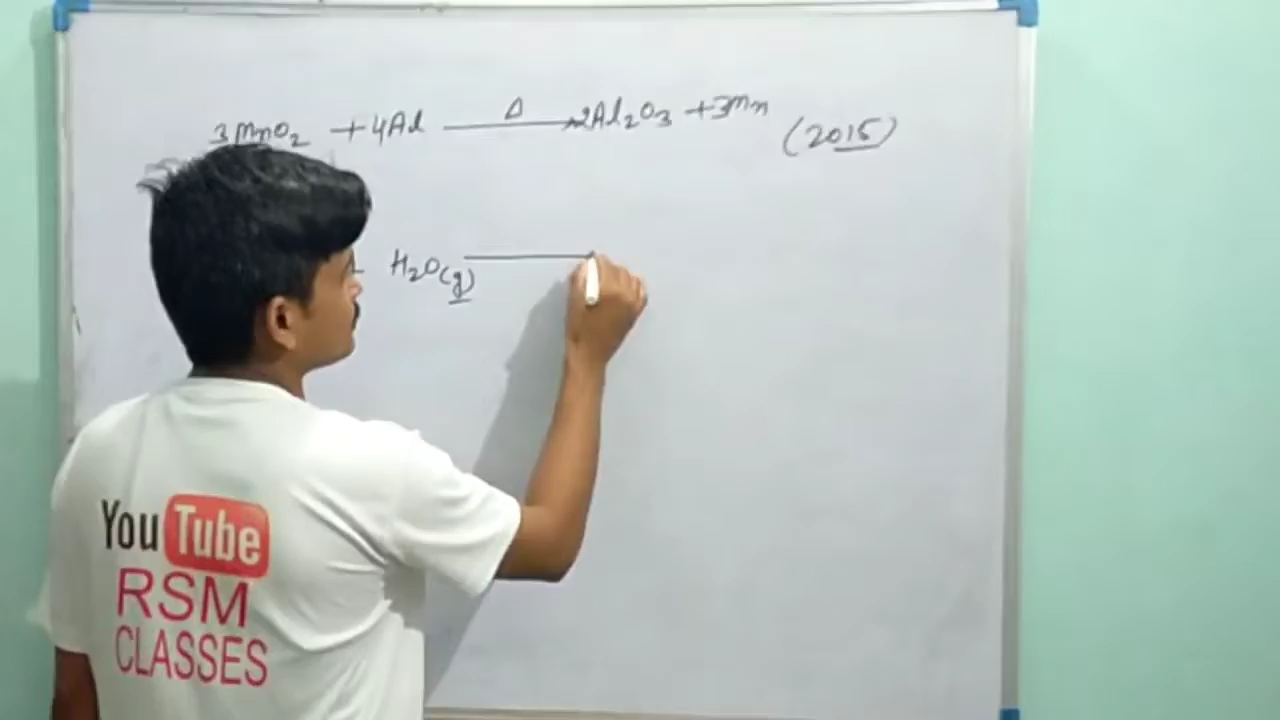 3MnO2 + 4Al —Δ→ 2Al2O3 + 3Mn (2015)
H2O(g)
You Tube
RSM
CLASSES